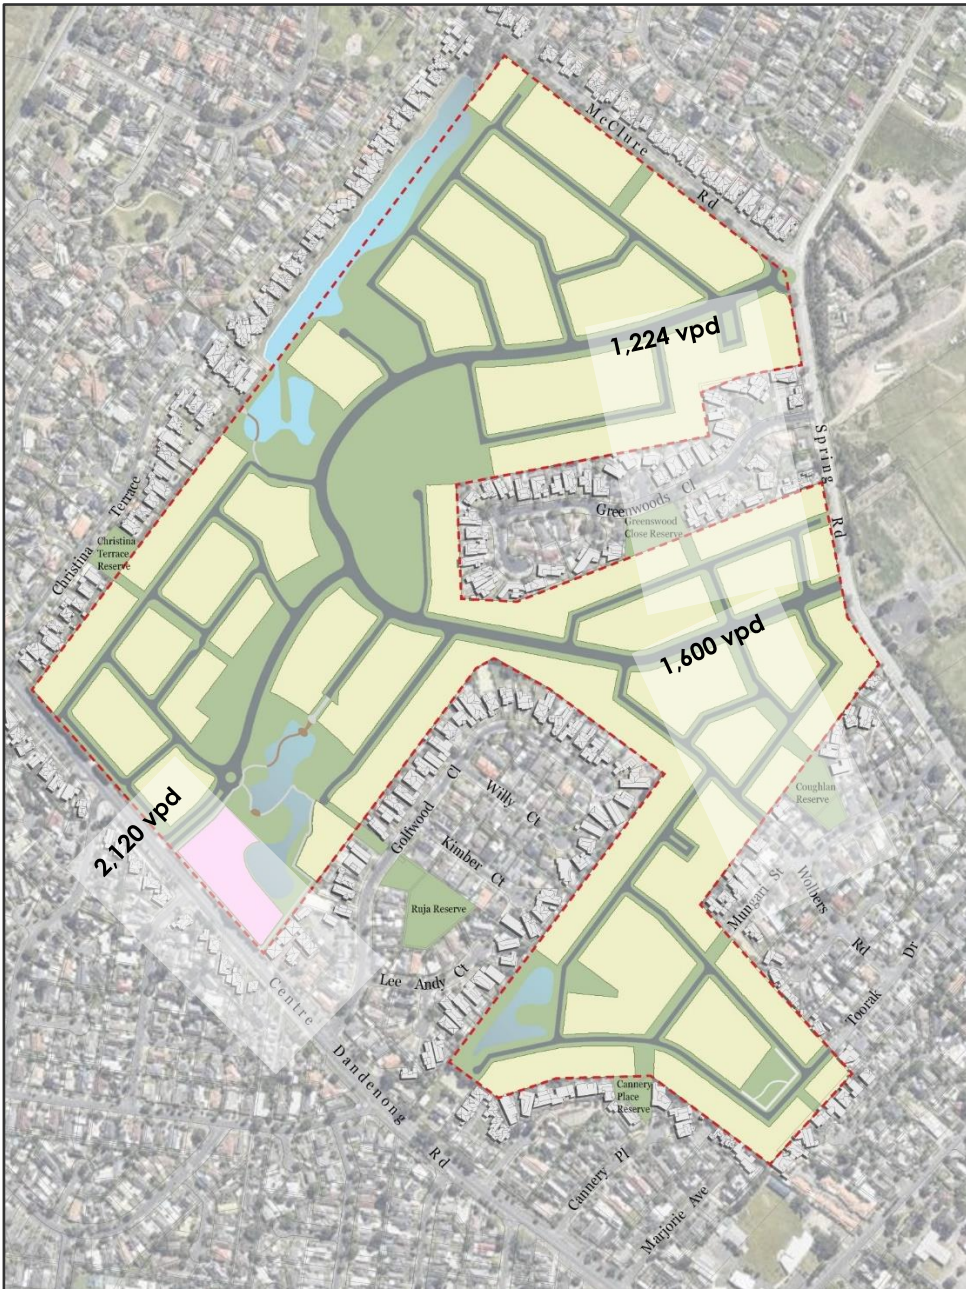 McClure
Rd
1,224 vpd
Spring
Rd
Greenwoods Cl
Greenswood
Close Reserve
Christina
Terrace
Christina
Terrace
Reserve
1,600 vpd
2,120 vpd
Golfwood Cl
Willy Ct
Kimber Ct
Coughlan
Reserve
Ruja Reserve
Mungari St
Wolbers
Rd
Lee Andy Ct
Dr
Toorak
Centre
Dandenong
Rd
Cannery
Place
Reserve
Cannery Pl
Marjorie Ave